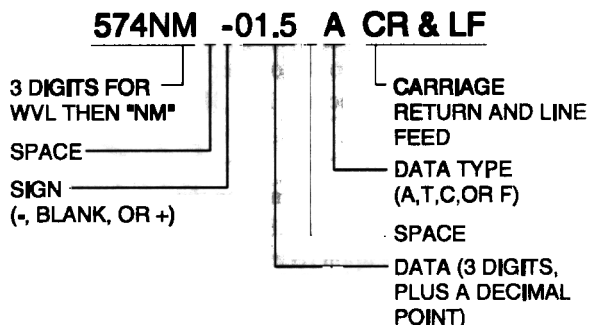 574NM -01.5 A CR & LF
3 DIGITS FOR
WVL THEN "NM"
SPACE
SIGN
(-, BLANK, OR +)
CARRIAGE
RETURN AND LINE
FEED
DATA TYPE
(A,T,C,OR F)
SPACE
DATA (3 DIGITS,
PLUS A DECIMAL
POINT)